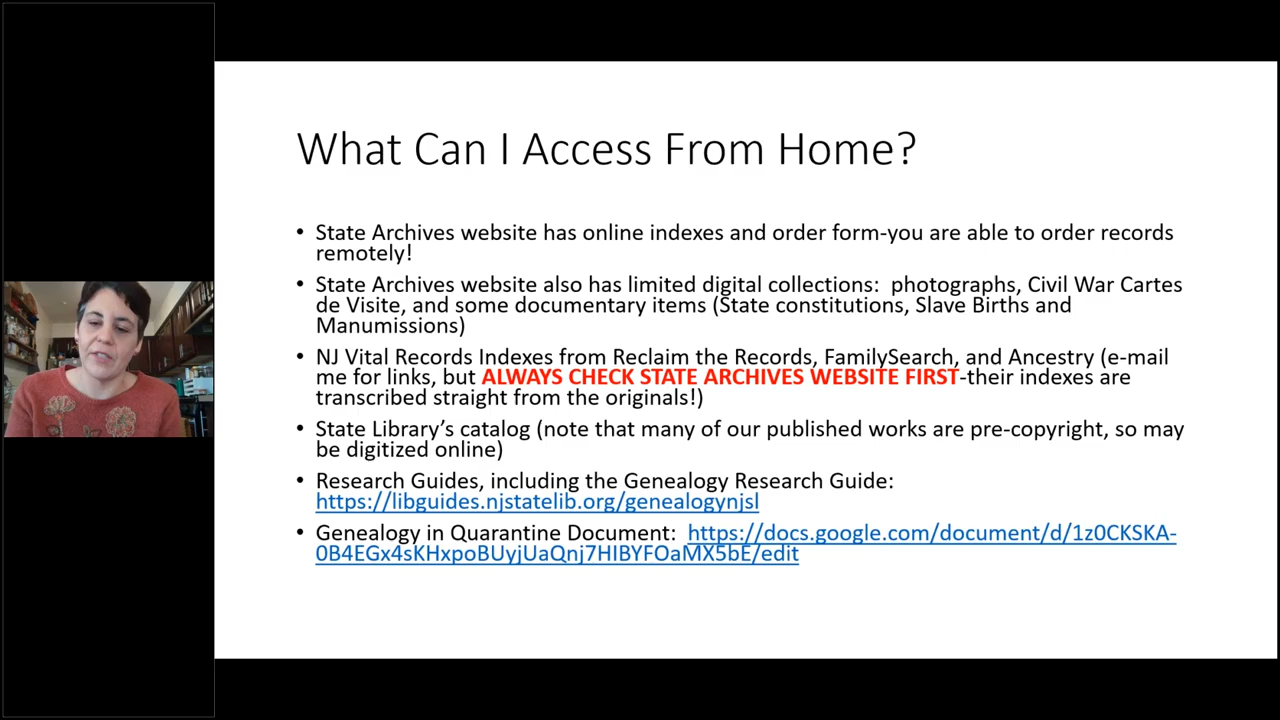 What Can I Access From Home?
• State Archives website has online indexes and order form-you are able to order records
remotely!
• State Archives website also has limited digital collections:  photographs, Civil War Cartes
de Visite, and some documentary items (State constitutions, Slave Births and
Manumissions)
• NJ Vital Records Indexes from Reclaim the Records, FamilySearch, and Ancestry (e-mail
me for links, but ALWAYS CHECK STATE ARCHIVES WEBSITE FIRST-their indexes are
transcribed straight from the originals!)
• State Library’s catalog (note that many of our published works are pre-copyright, so may
be digitized online)
• Research Guides, including the Genealogy Research Guide:
https://libguides.njstatelib.org/genealogynjsl
• Genealogy in Quarantine Document:  https://docs.google.com/document/d/1z0CKSKA-
0B4EGx4sKHxpoBUyjUaQnj7HIBYFOaMX5bE/edit